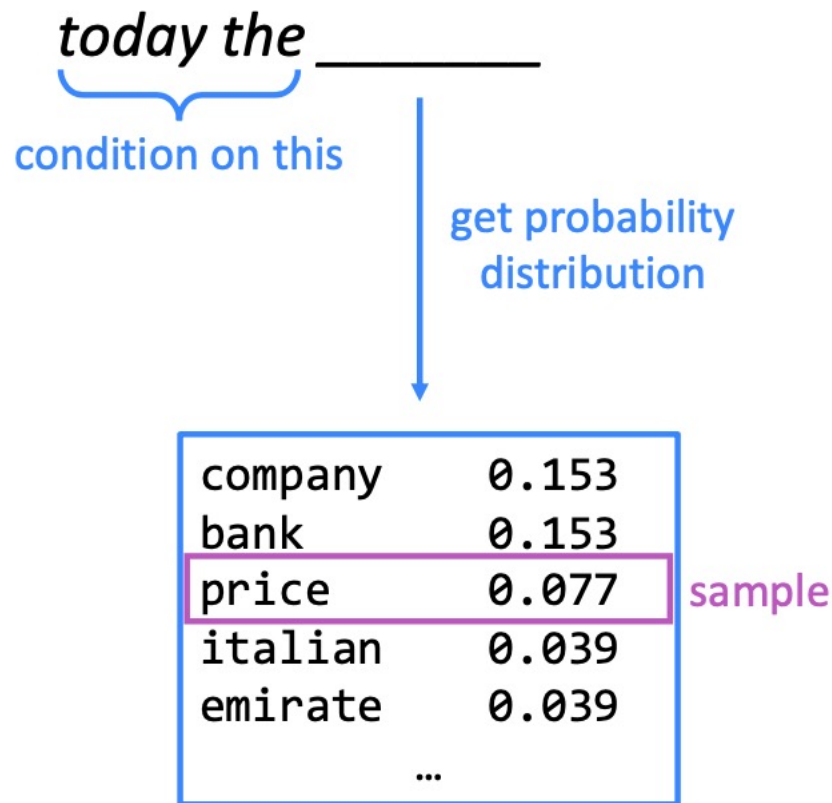 today the ________
condition on this
get probability
distribution
company 0.153
bank 0.153
price 0.077 sample
italian 0.039
emirate 0.039
...